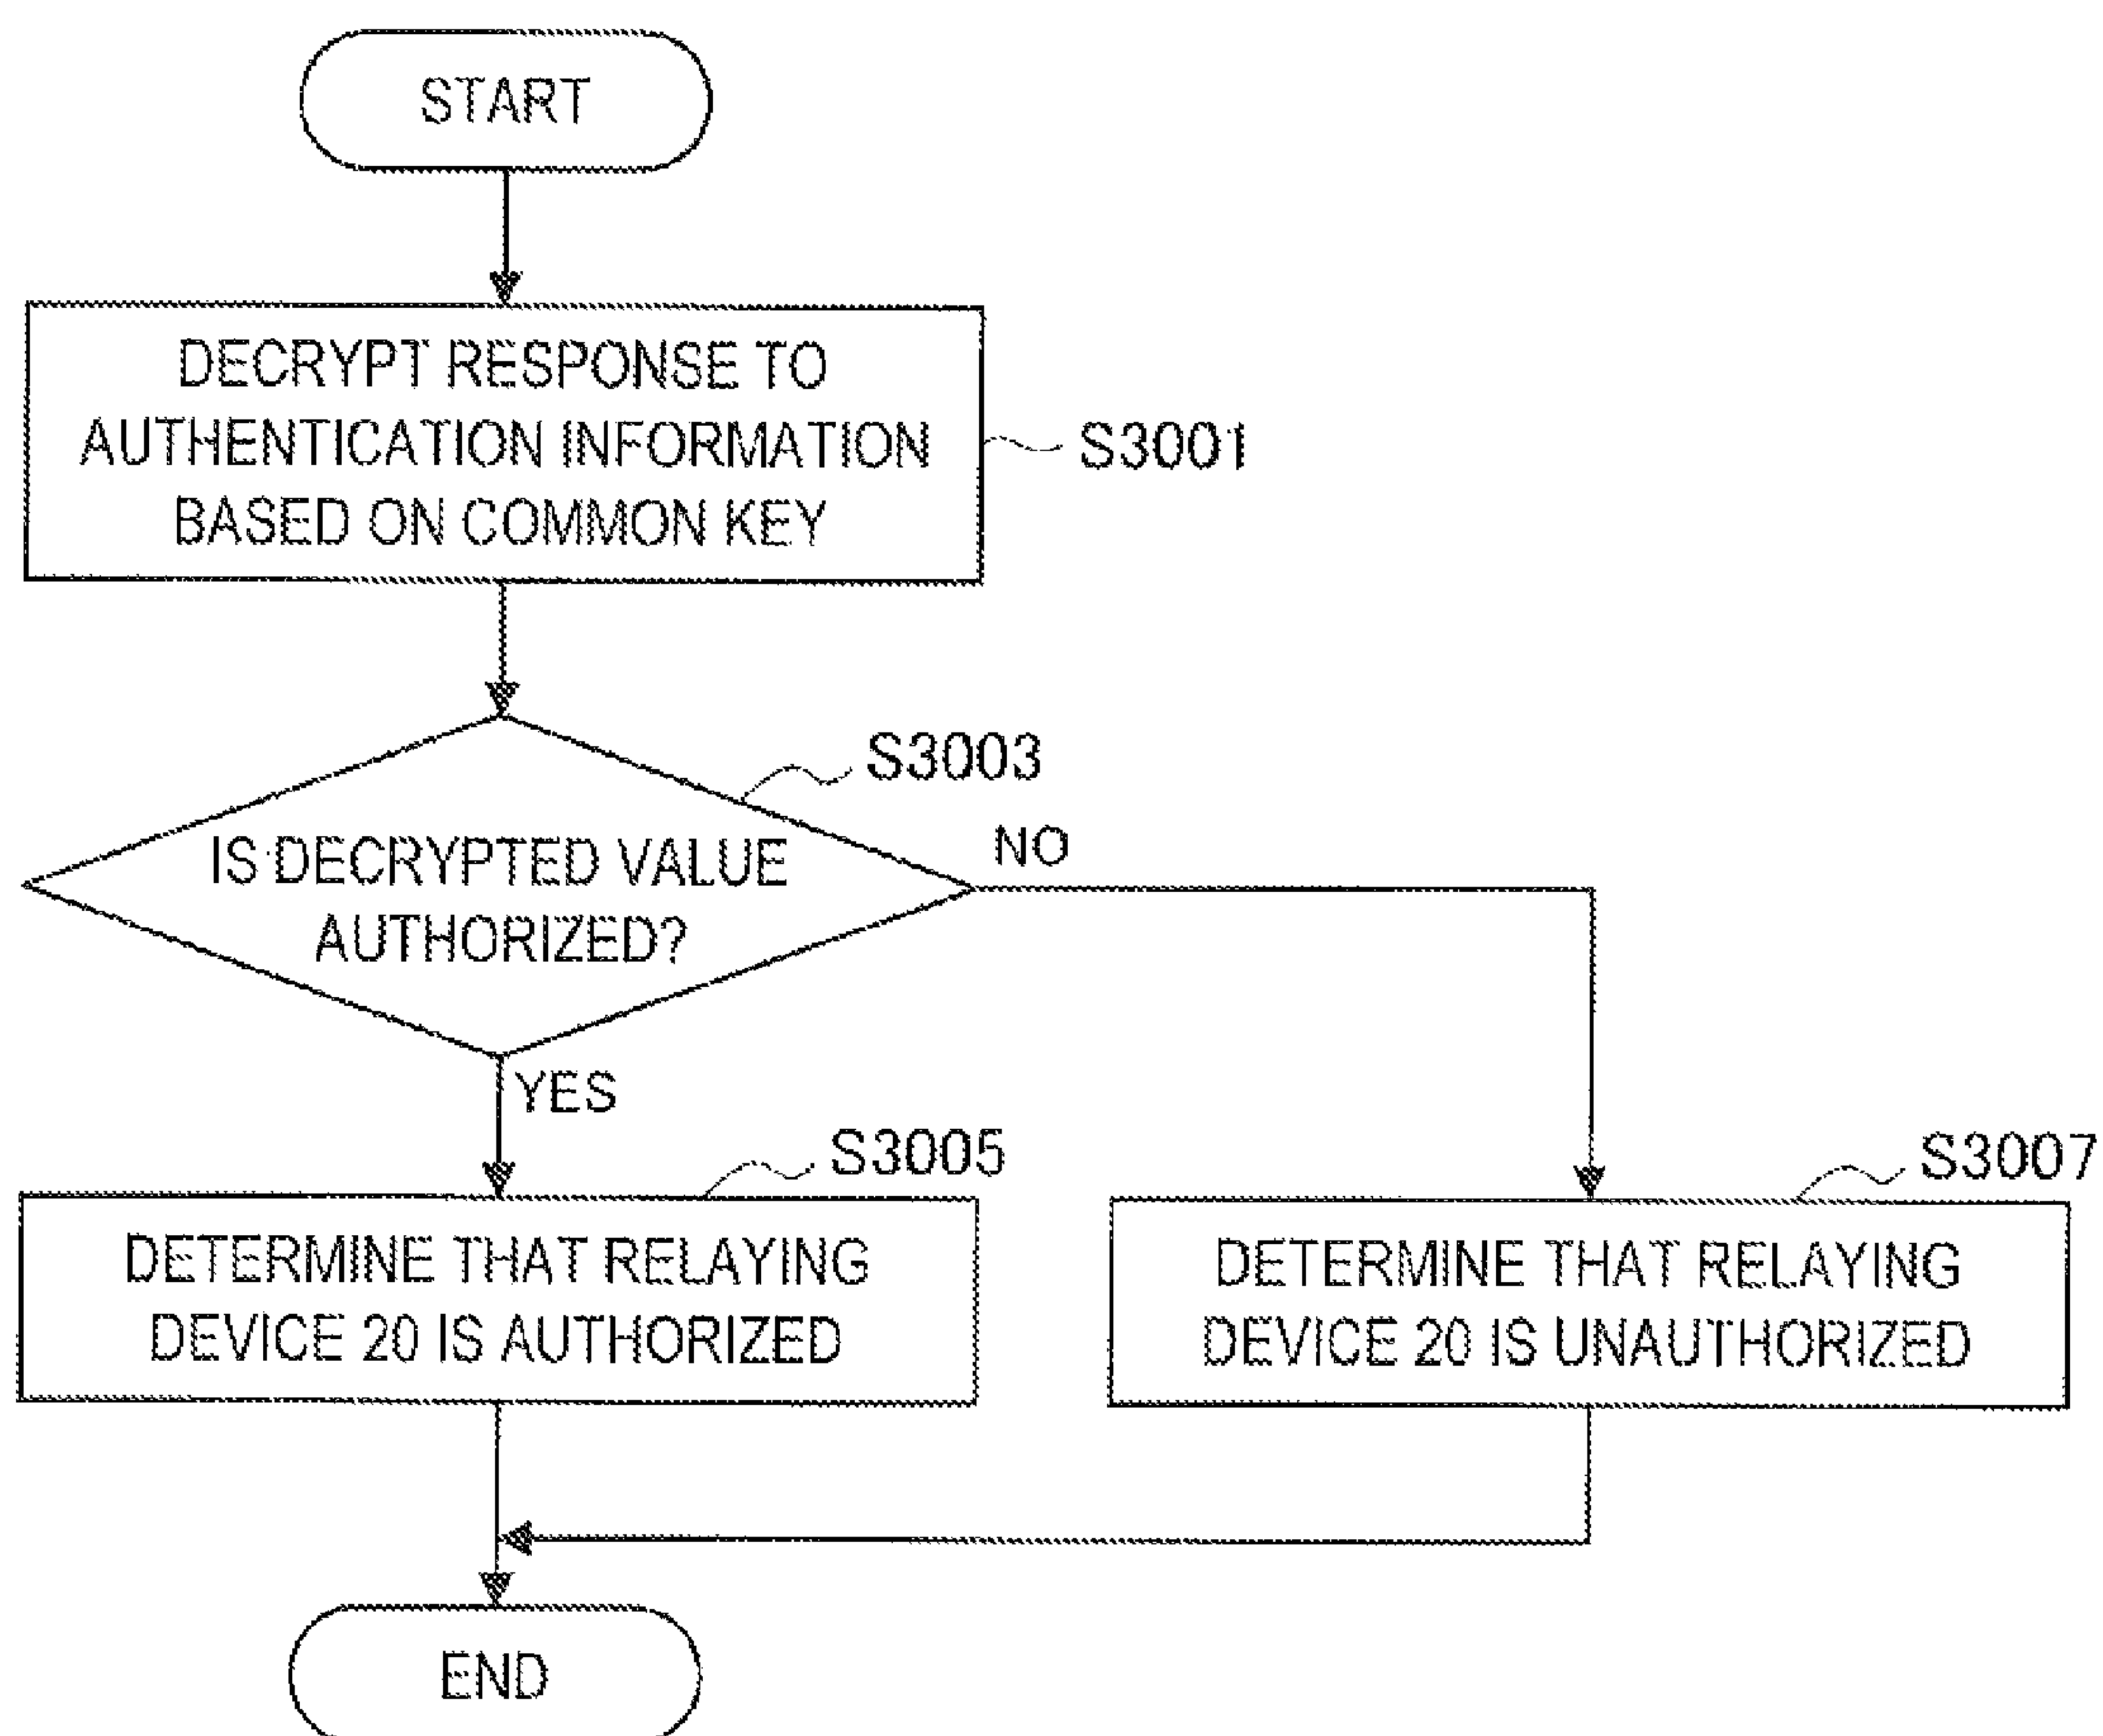 START
DECRYPT RESPONSE TO
AUTHENTICATION INFORMATION
BASED ON COMMON KEY
S3001
S3003
IS DECRYPTED VALUE
AUTHORIZED?
NO
YES
S3005
DETERMINE THAT RELAYING
DEVICE 20 IS AUTHORIZED
S3007
DETERMINE THAT RELAYING
DEVICE 20 IS UNAUTHORIZED
END